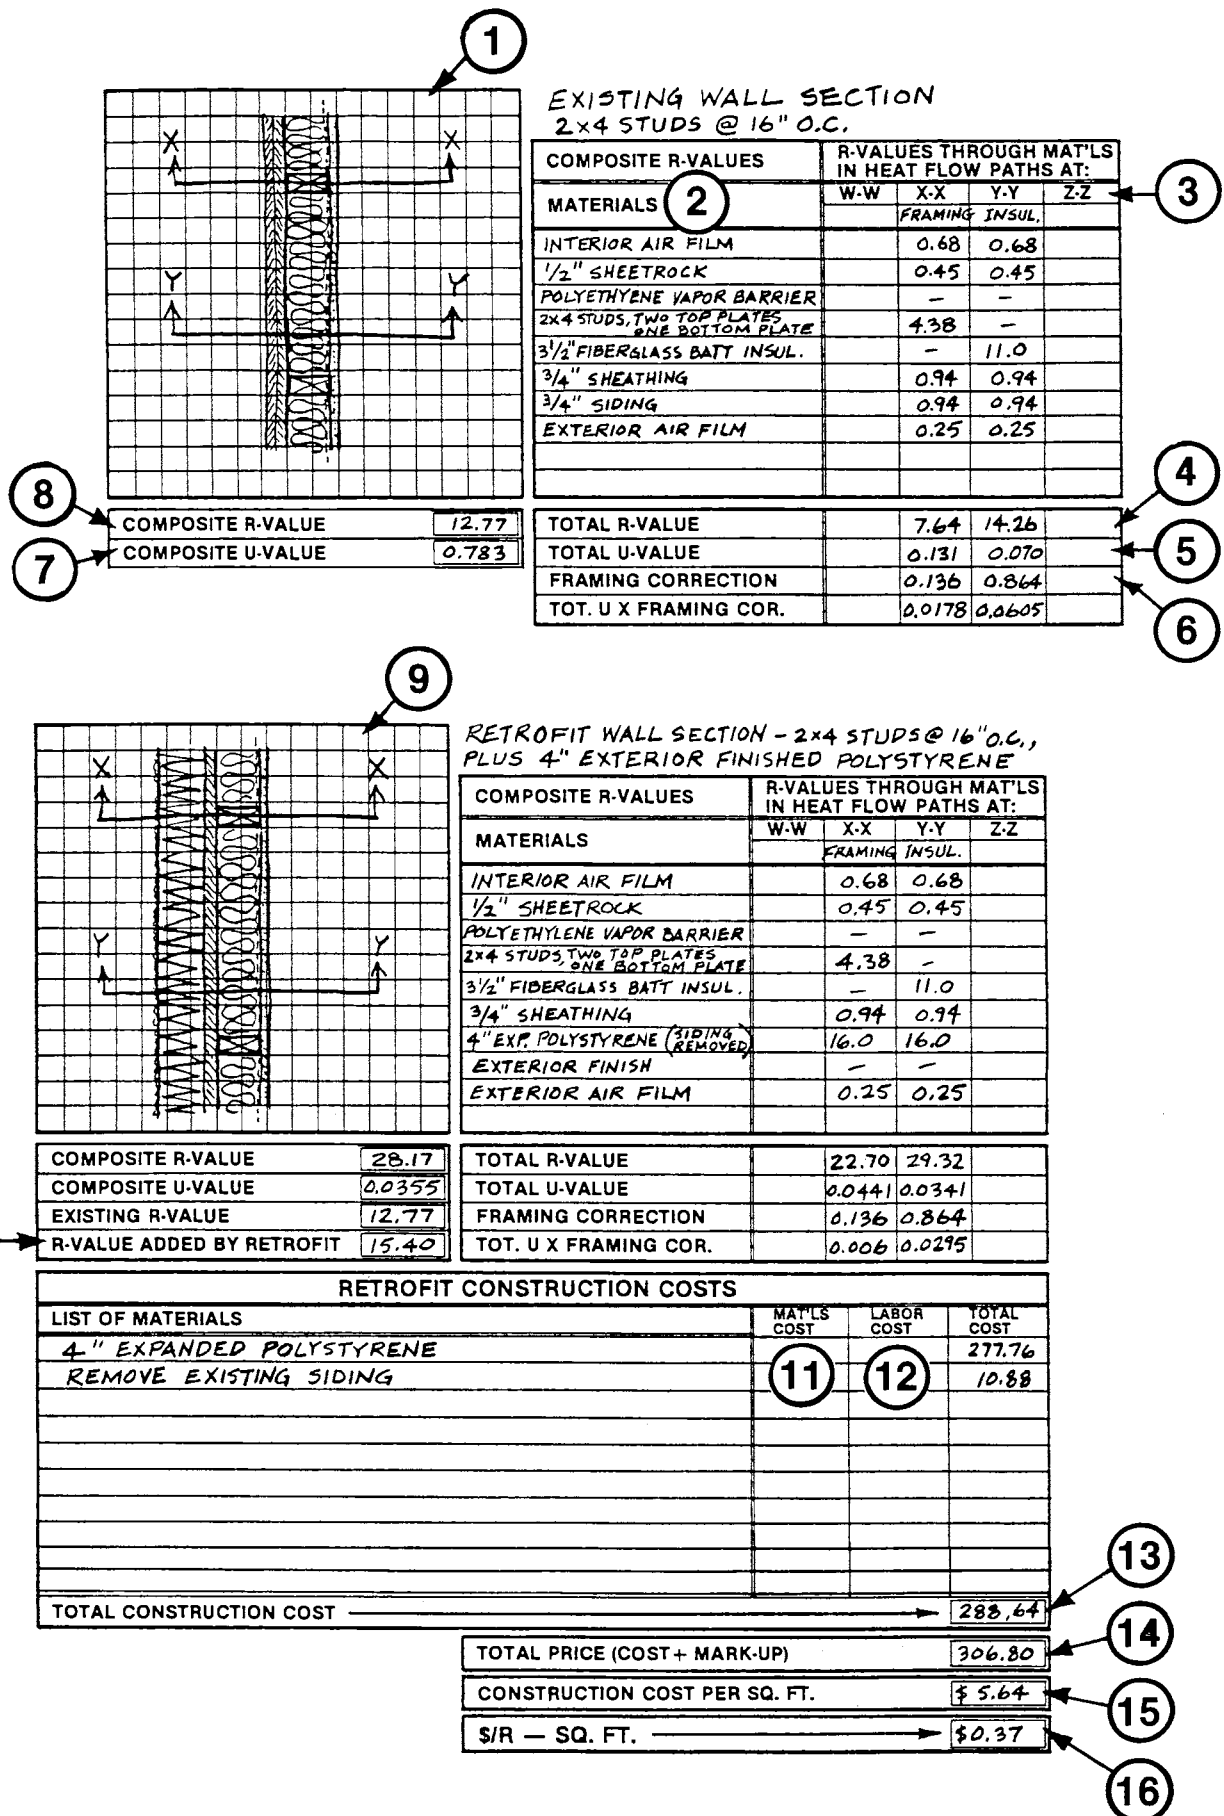 1
EXISTING WALL SECTION
2x4 STUDS @ 16" O.C.
X X
Y Y
COMPOSITE R-VALUES R-VALUES THROUGH MAT'LS
IN HEAT FLOW PATHS AT:
MATERIALS 2 W-W X-X Y-Y Z-Z 3
FRAMING INSUL.
INTERIOR AIR FILM 0.68 0.68
1/2" SHEETROCK 0.45 0.45
POLYETHYENE VAPOR BARRIER — —
2x4 STUDS, TWO TOP PLATES
ONE BOTTOM PLATE 4.38 —
3 1/2" FIBERGLASS BATT INSUL. — 11.0
3/4" SHEATHING 0.94 0.94
3/4" SIDING 0.94 0.94
EXTERIOR AIR FILM 0.25 0.25
8 COMPOSITE R-VALUE 12.77
7 COMPOSITE U-VALUE 0.783
TOTAL R-VALUE 7.64 14.26 4
TOTAL U-VALUE 0.131 0.070 5
FRAMING CORRECTION 0.136 0.864 6
TOT. U X FRAMING COR. 0.0178 0.0605
9
RETROFIT WALL SECTION - 2x4 STUDS @ 16" O.C.,
PLUS 4" EXTERIOR FINISHED POLYSTYRENE
X X
Y Y
COMPOSITE R-VALUES R-VALUES THROUGH MAT'LS
IN HEAT FLOW PATHS AT:
MATERIALS W-W X-X Y-Y Z-Z
FRAMING INSUL.
INTERIOR AIR FILM 0.68 0.68
1/2" SHEETROCK 0.45 0.45
POLYETHYLENE VAPOR BARRIER — —
2x4 STUDS, TWO TOP PLATES
ONE BOTTOM PLATE 4.38 -
3 1/2" FIBERGLASS BATT INSUL. — 11.0
3/4" SHEATHING 0.94 0.94
4" EXP. POLYSTYRENE (SIDING REMOVED) 16.0 16.0
EXTERIOR FINISH — —
EXTERIOR AIR FILM 0.25 0.25
COMPOSITE R-VALUE 28.17
COMPOSITE U-VALUE 0.0355
EXISTING R-VALUE 12.77
R-VALUE ADDED BY RETROFIT 15.40
TOTAL R-VALUE 22.70 29.32
TOTAL U-VALUE 0.0441 0.0341
FRAMING CORRECTION 0.136 0.864
TOT. U X FRAMING COR. 0.006 0.0295
RETROFIT CONSTRUCTION COSTS
LIST OF MATERIALS MAT'LS COST LABOR COST TOTAL COST
4" EXPANDED POLYSTYRENE 277.76
REMOVE EXISTING SIDING 11 12 10.88
13
TOTAL CONSTRUCTION COST 288,64
14
TOTAL PRICE (COST + MARK-UP) 306.80
CONSTRUCTION COST PER SQ. FT. $ 5.64
15
$/R — SQ. FT. $0.37
16